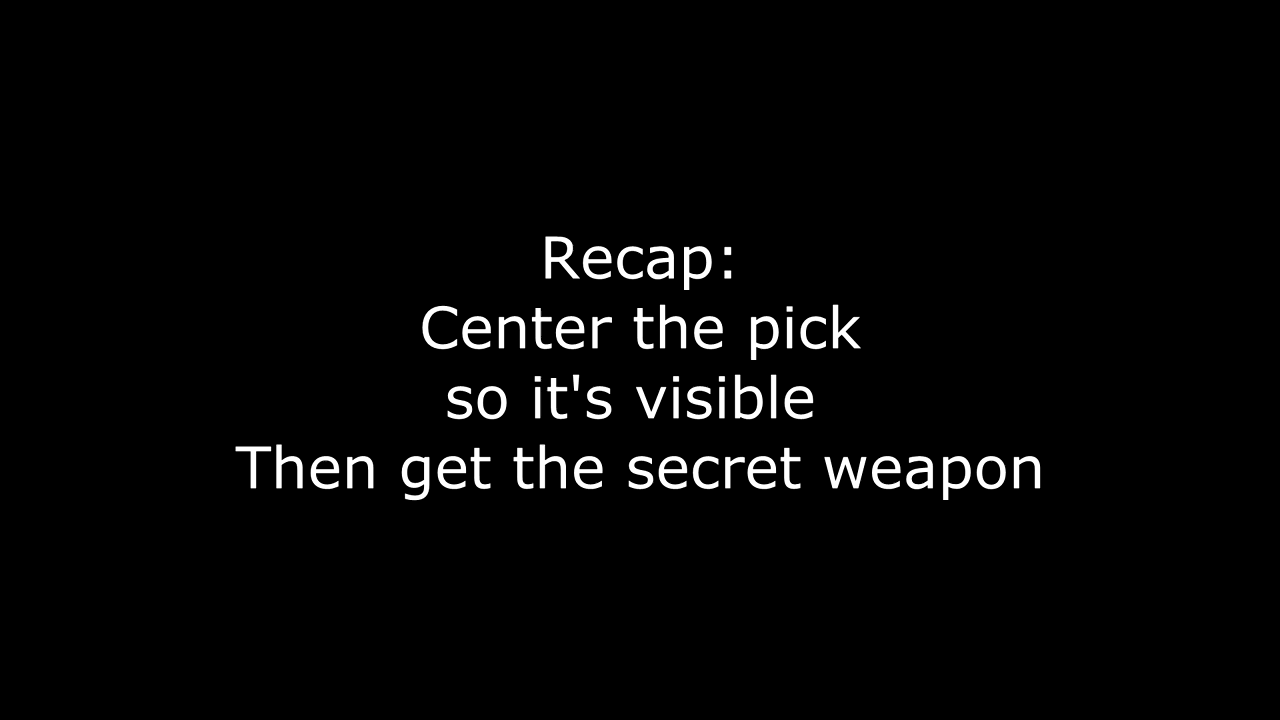 Recap:
Center the pick
so it's visible
Then get the secret weapon